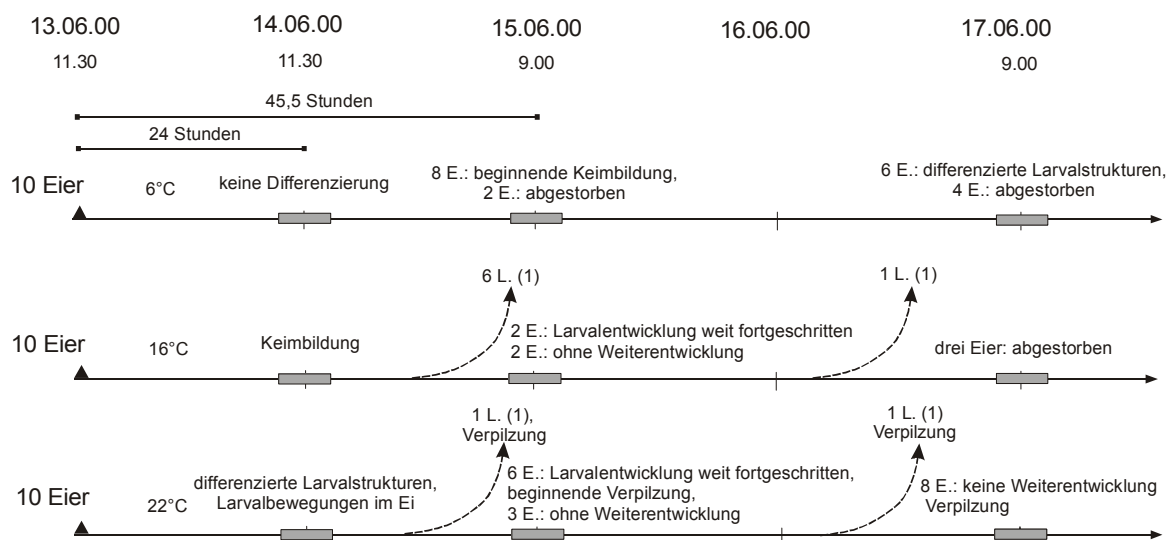 13.06.00 14.06.00 15.06.00 16.06.00 17.06.00
11.30 11.30 9.00 9.00
45,5 Stunden
24 Stunden
10 Eier 6°C keine Differenzierung
8 E.: beginnende Keimbildung,
2 E.: abgestorben
6 E.: differenzierte Larvalstrukturen,
4 E.: abgestorben
10 Eier 16°C Keimbildung
6 L. (1)
2 E.: Larvalentwicklung weit fortgeschritten
2 E.: ohne Weiterentwicklung
1 L. (1)
drei Eier: abgestorben
10 Eier 22°C
differenzierte Larvalstrukturen,
Larvalbewegungen im Ei
1 L. (1),
Verpilzung
6 E.: Larvalentwicklung weit fortgeschritten,
beginnende Verpilzung,
3 E.: ohne Weiterentwicklung
1 L. (1)
Verpilzung
8 E.: keine Weiterentwicklung
Verpilzung